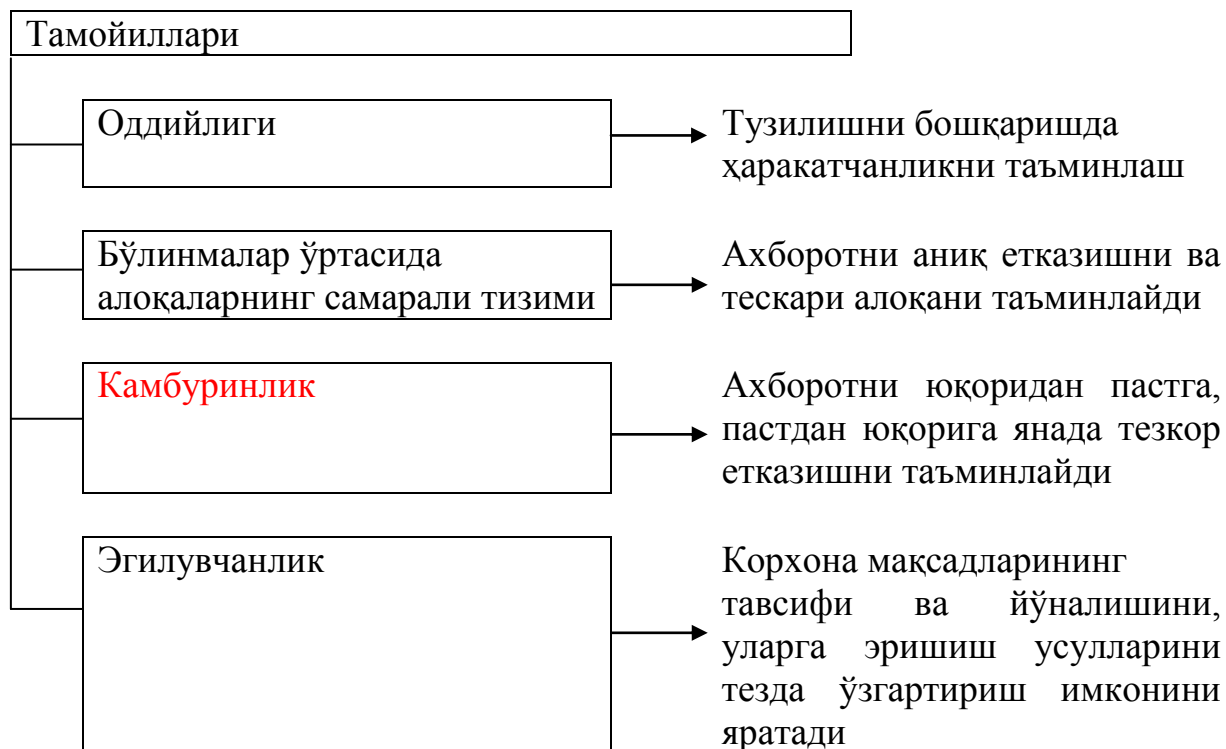 Тамойиллари
Оддийлиги
Тузилишни бошқаришда
ҳаракатчанликни таъминлаш
Бўлинмалар ўртасида
алоқаларнинг самарали тизими
Ахборотни аниқ етказишни ва
тескари алоқани таъминлайди
Камбуринлик
Ахборотни юқоридан пастга,
пастдан юқорига янада тезкор
етказишни таъминлайди
Эгилувчанлик
Корхона мақсадларининг
тавсифи ва йўналишини,
уларга эришиш усулларини
тезда ўзгартириш имконини
яратади